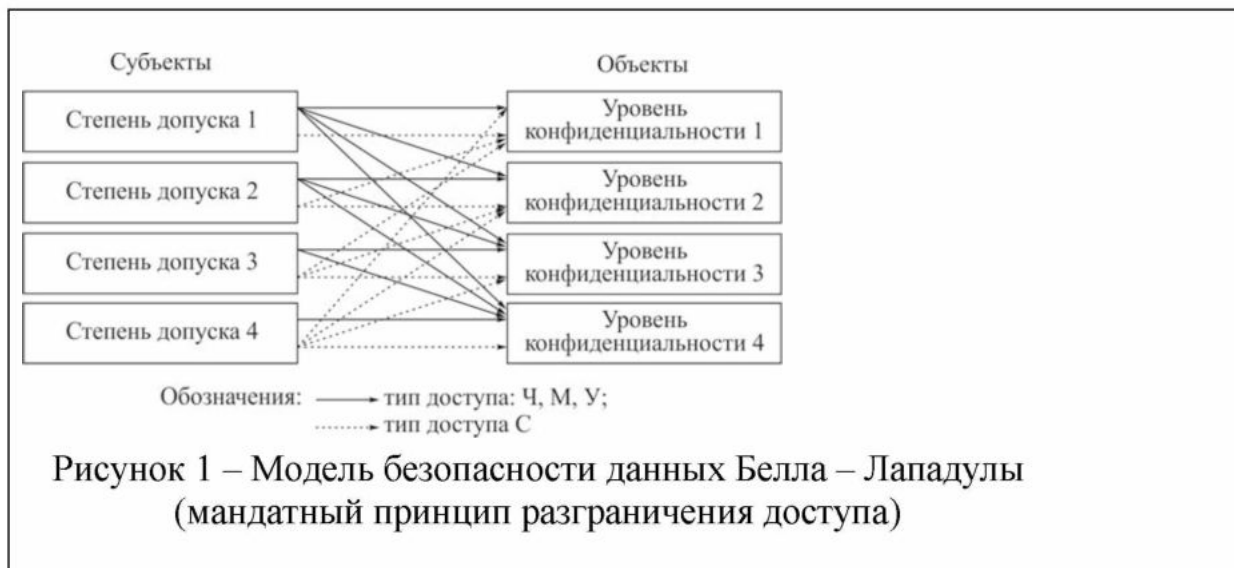 Субъекты
Объекты
Степень допуска 1
Уровень
конфиденциальности 1
Степень допуска 2
Уровень
конфиденциальности 2
Степень допуска 3
Уровень
конфиденциальности 3
Степень допуска 4
Уровень
конфиденциальности 4
Обозначения: тип доступа: Ч, М, У;
тип доступа С
Рисунок 1 – Модель безопасности данных Белла – Лападулы
(мандатный принцип разграничения доступа)